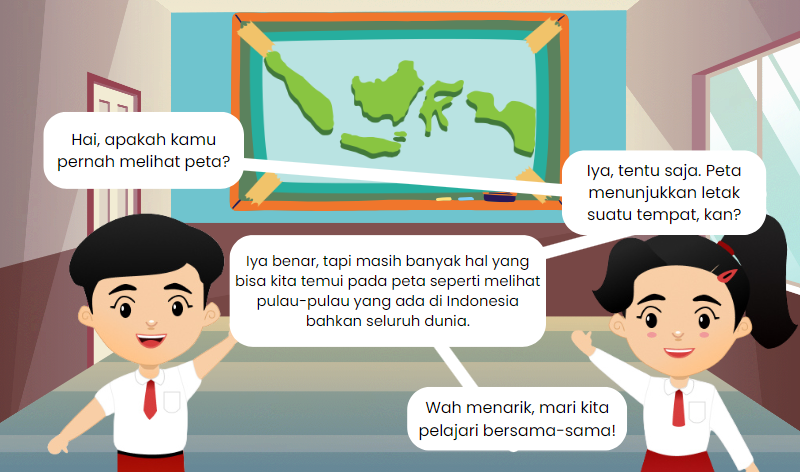 Hai, apakah kamu
pernah melihat peta?
Iya, tentu saja. Peta
menunjukkan letak
suatu tempat, kan?
Iya benar, tapi masih banyak hal yang
bisa kita temui pada peta seperti melihat
pulau-pulau yang ada di Indonesia
bahkan seluruh dunia.
Wah menarik, mari kita
pelajari bersama-sama!